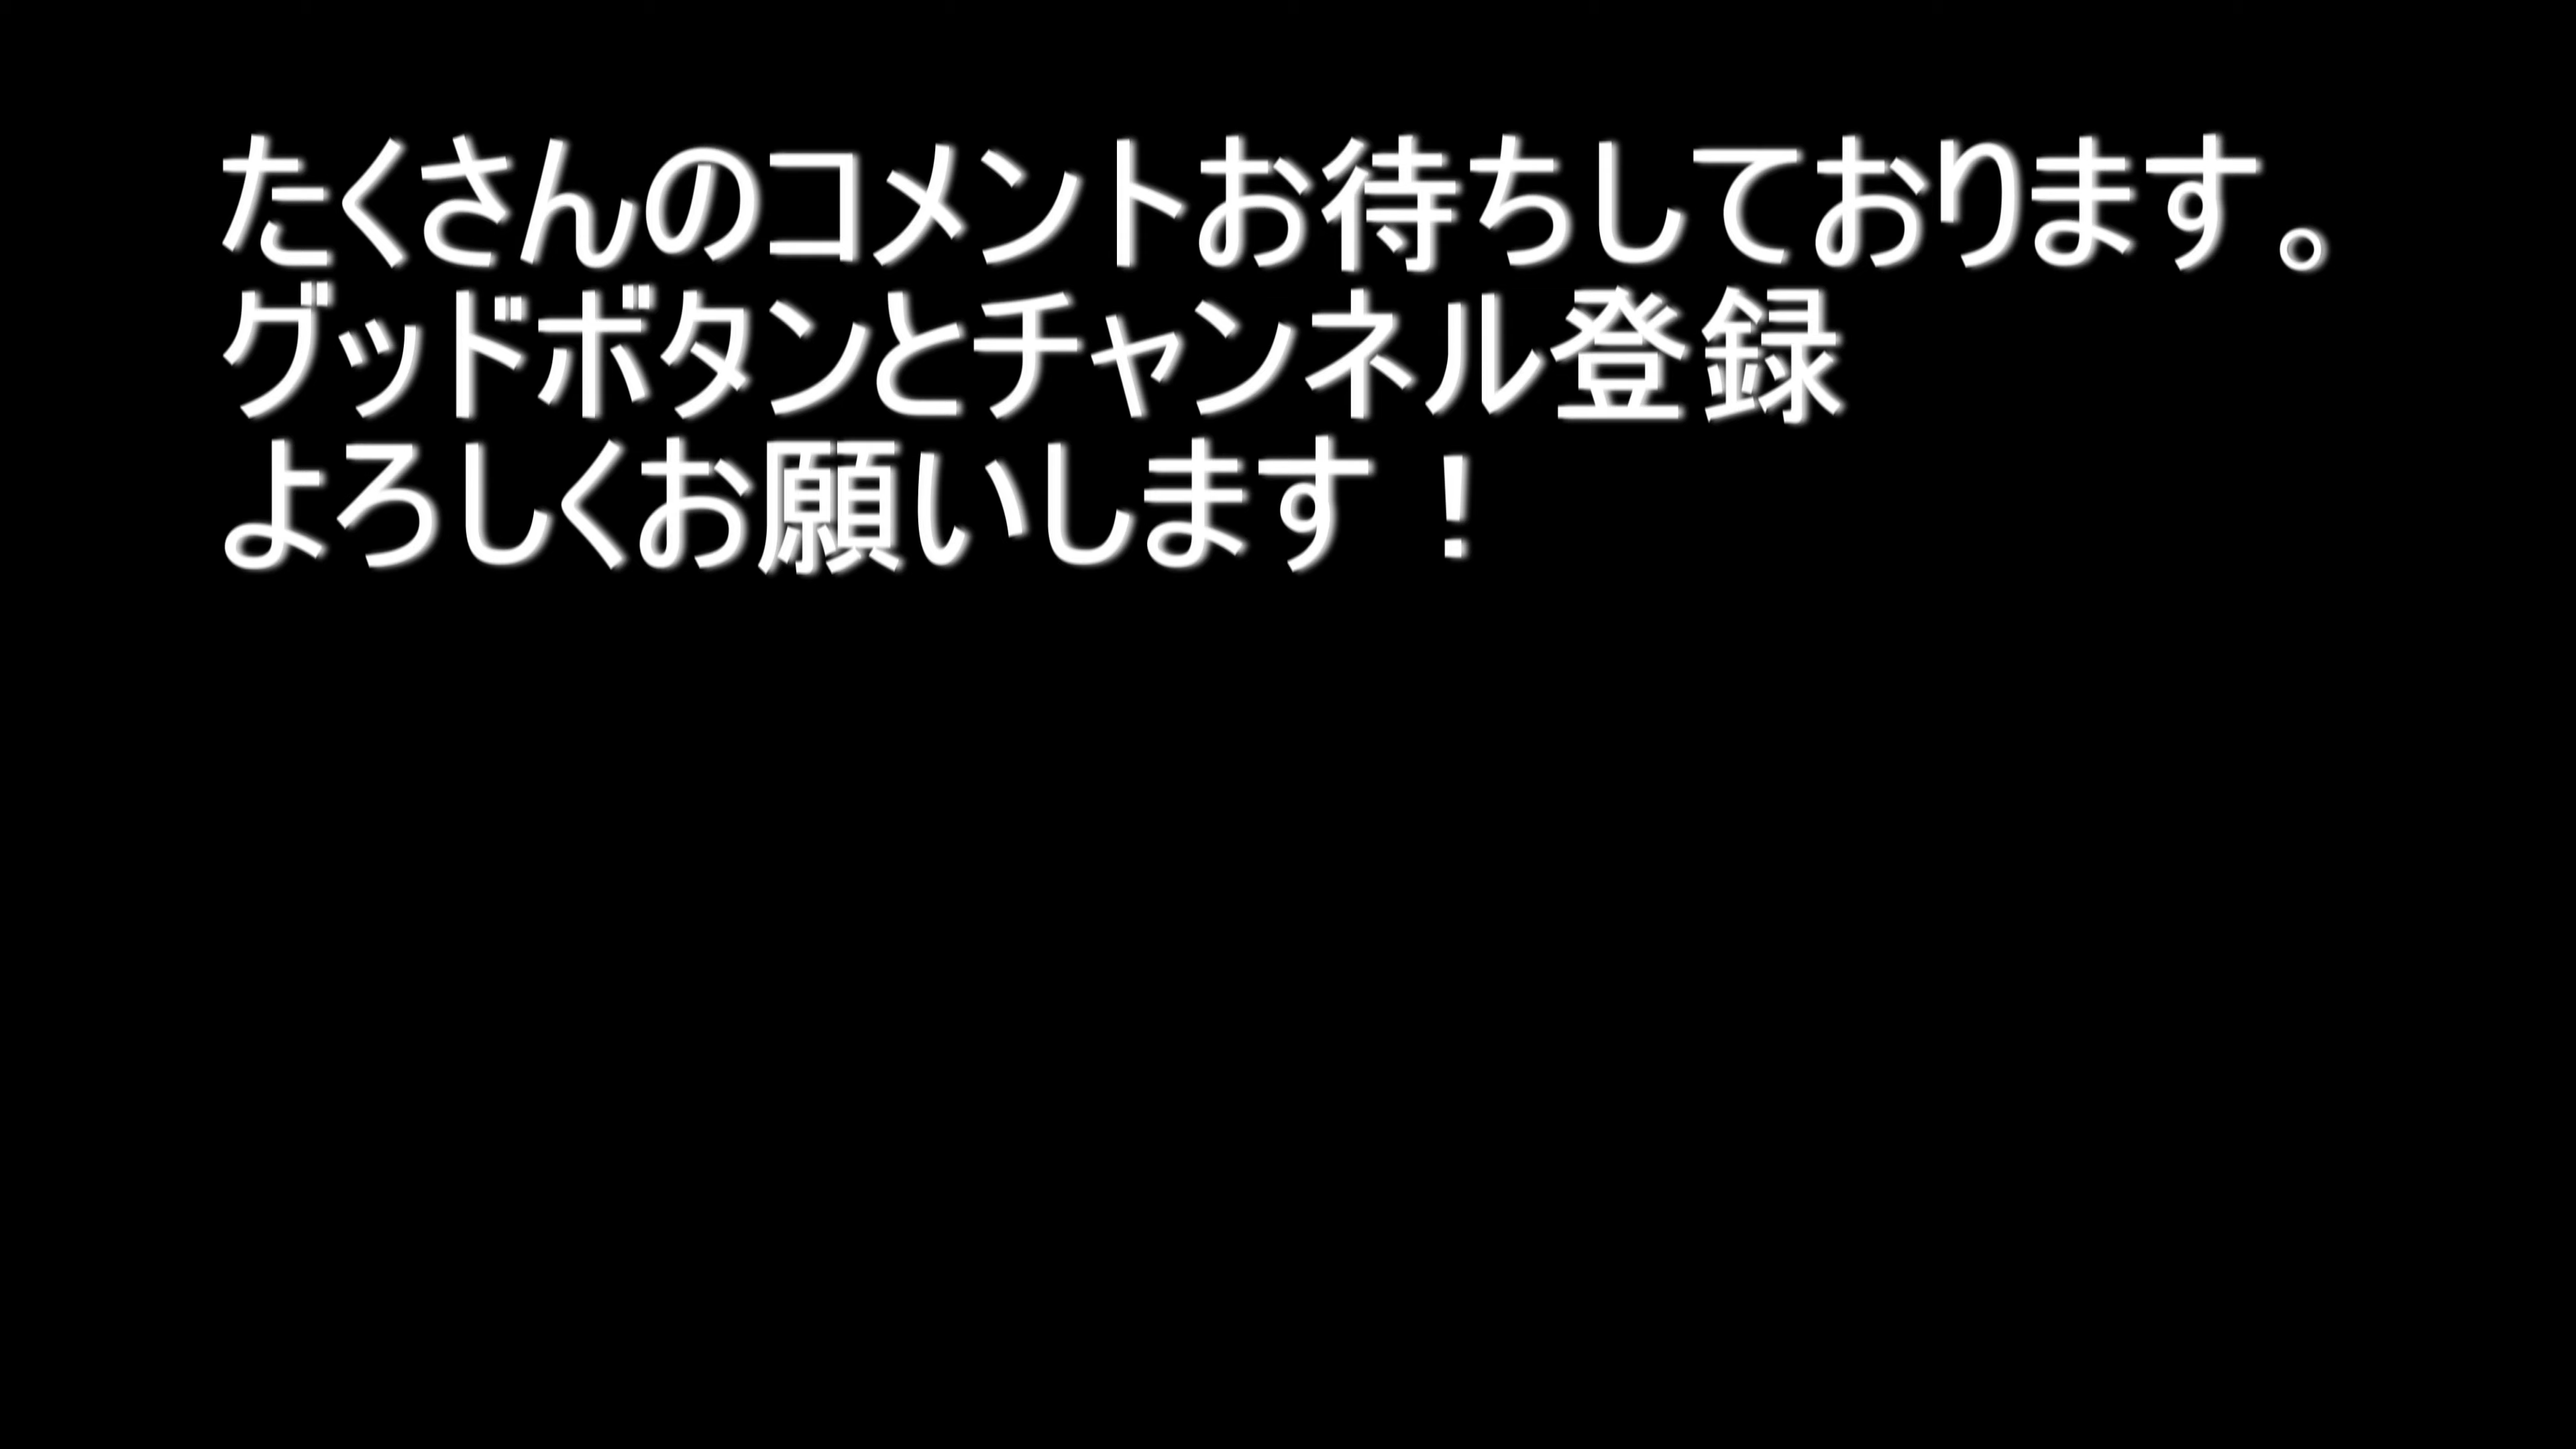 たくさんのコメントお待ちしております。
グッドボタンとチャンネル登録
よろしくお願いします！